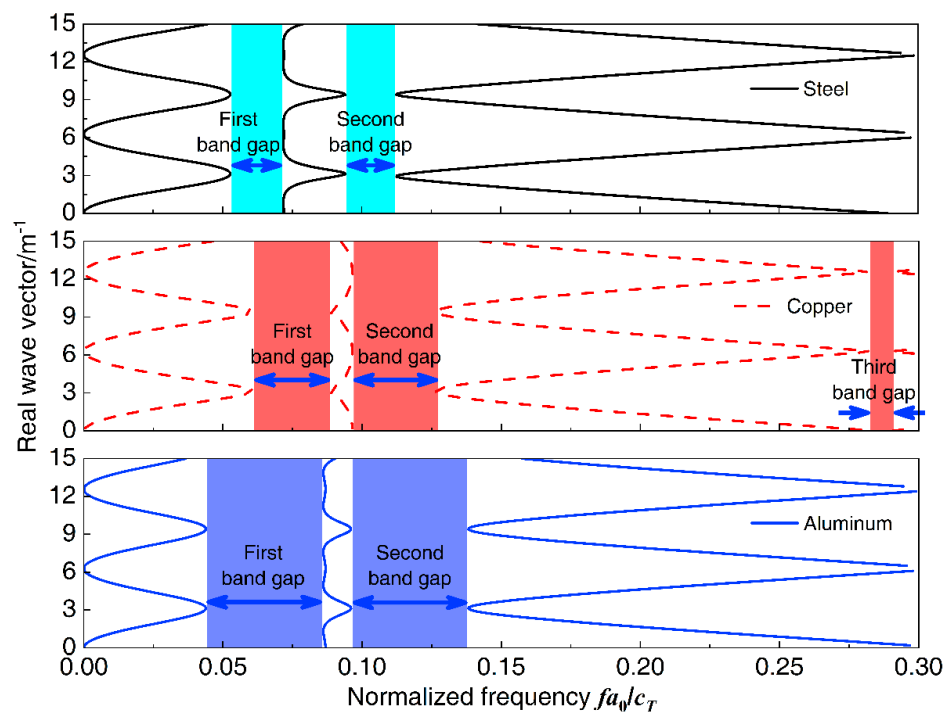 15
12
9
6
3
0
Steel
First
band gap
Second
band gap
15
12
9
6
3
0
Copper
First
band gap
Second
band gap
Third
band gap
15
12
9
6
3
0
Aluminum
First
band gap
Second
band gap
0.00 0.05 0.10 0.15 0.20 0.25 0.30
Normalized frequency fa₀/c_T
Real wave vector/m⁻¹